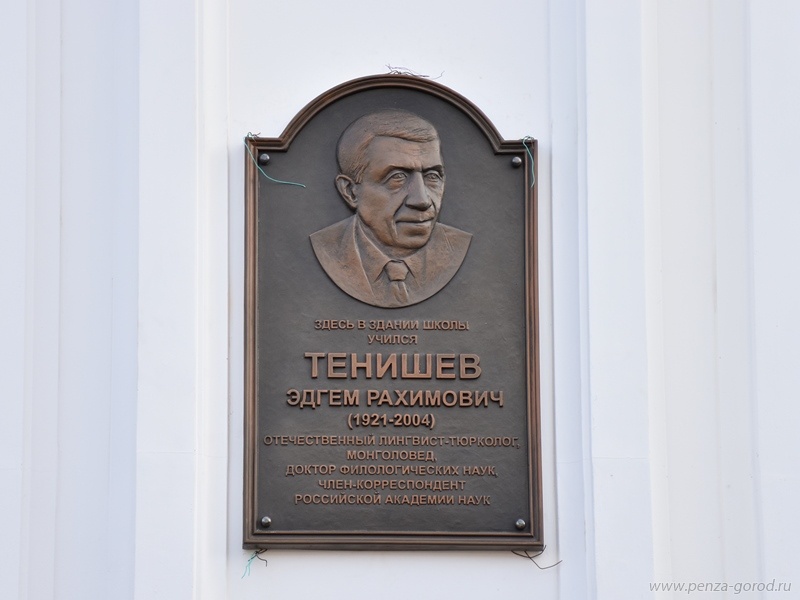 ЗДЕСЬ В ЗДАНИИ ШКОЛЫ
УЧИЛСЯ
ТЕНИШЕВ
ЭДГЕМ РАХИМОВИЧ
(1921-2004)
ОТЕЧЕСТВЕННЫЙ ЛИНГВИСТ-ТЮРКОЛОГ,
МОНГОЛОВЕД,
ДОКТОР ФИЛОЛОГИЧЕСКИХ НАУК,
ЧЛЕН-КОРРЕСПОНДЕНТ
РОССИЙСКОЙ АКАДЕМИИ НАУК
www.penza-gorod.ru